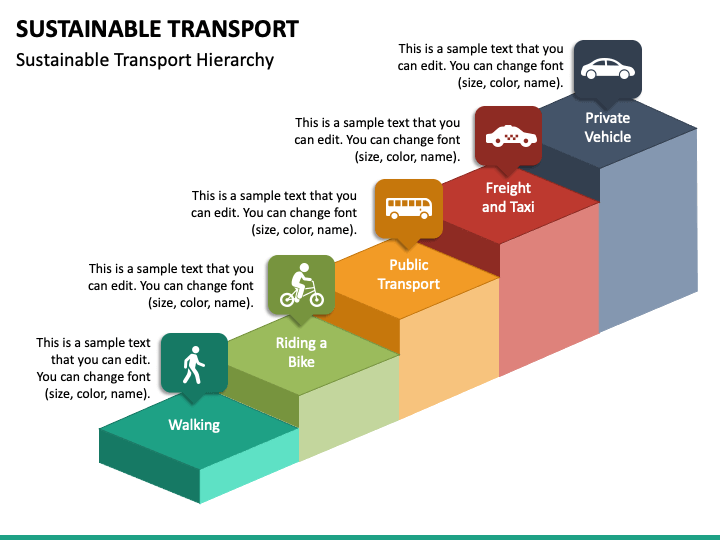 SUSTAINABLE TRANSPORT
Sustainable Transport Hierarchy
This is a sample text that you
can edit. You can change font
(size, color, name).
Private
Vehicle
This is a sample text that you
can edit. You can change font
(size, color, name).
Freight
and Taxi
This is a sample text that you
can edit. You can change font
(size, color, name).
Public
Transport
This is a sample text that you
can edit. You can change font
(size, color, name).
Riding a
Bike
This is a sample text
that you can edit.
You can change font
(size, color, name).
Walking